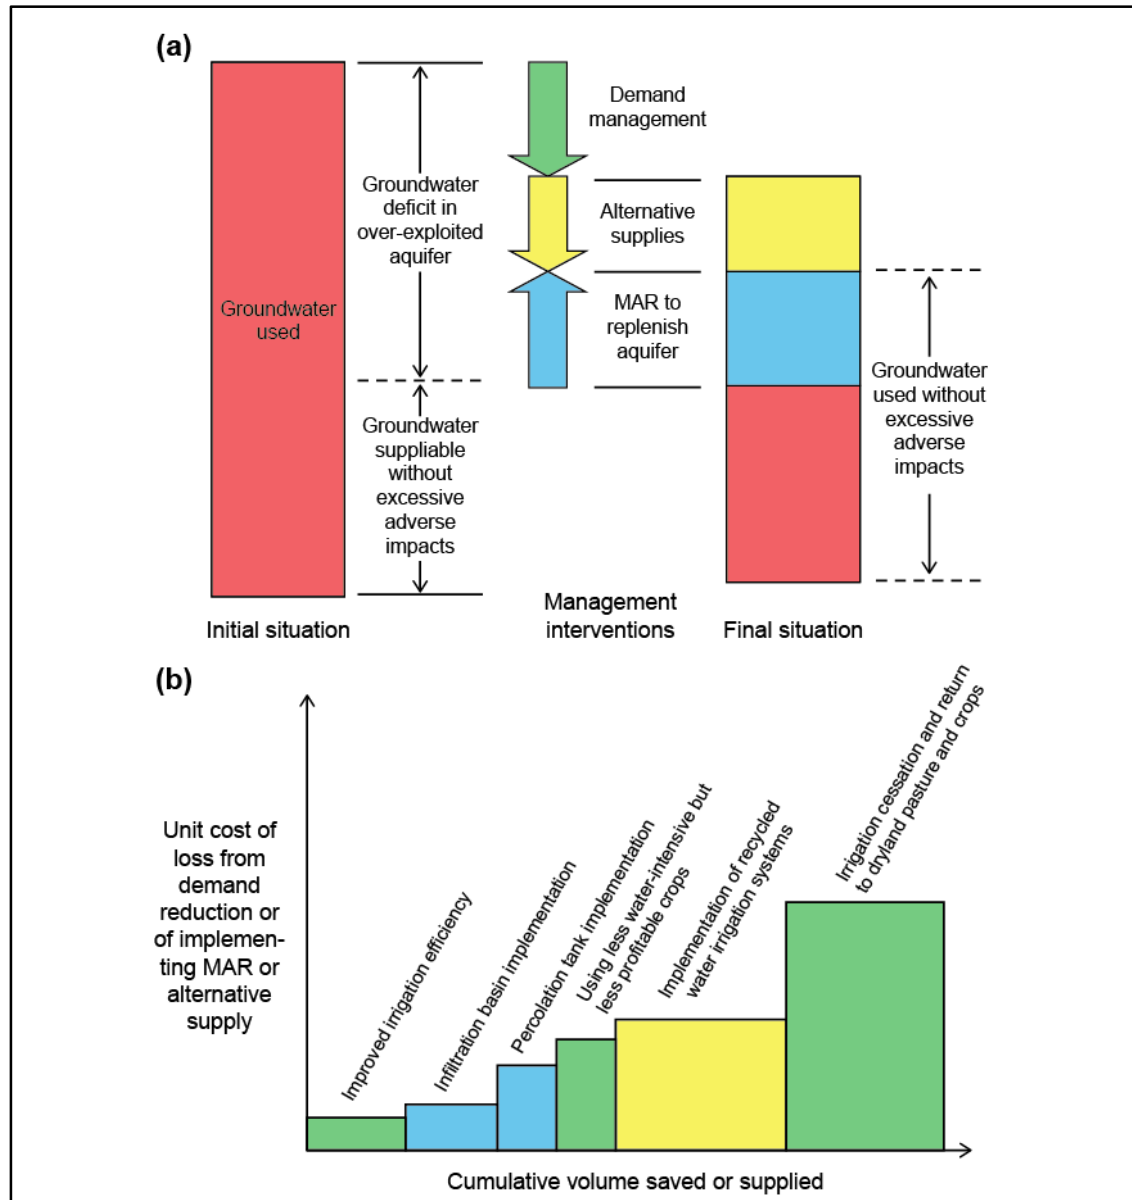 (a)
Groundwater
used
Groundwater
deficit in
over-exploited
aquifer
Groundwater
suppliable
without
excessive
adverse
impacts
Demand
management
Alternative
supplies
MAR to
replenish
aquifer
Groundwater
used without
excessive
adverse
impacts
Initial situation
Management
interventions
Final situation
(b)
Unit cost of
loss from
demand
reduction or
of implemen-
ting MAR or
alternative
supply
Improved irrigation efficiency
Infiltration basin implementation
Percolation tank implementation
Using less water-intensive but
less profitable crops
Implementation of recycled
water irrigation systems
Irrigation cessation and return
to dryland pasture and crops
Cumulative volume saved or supplied